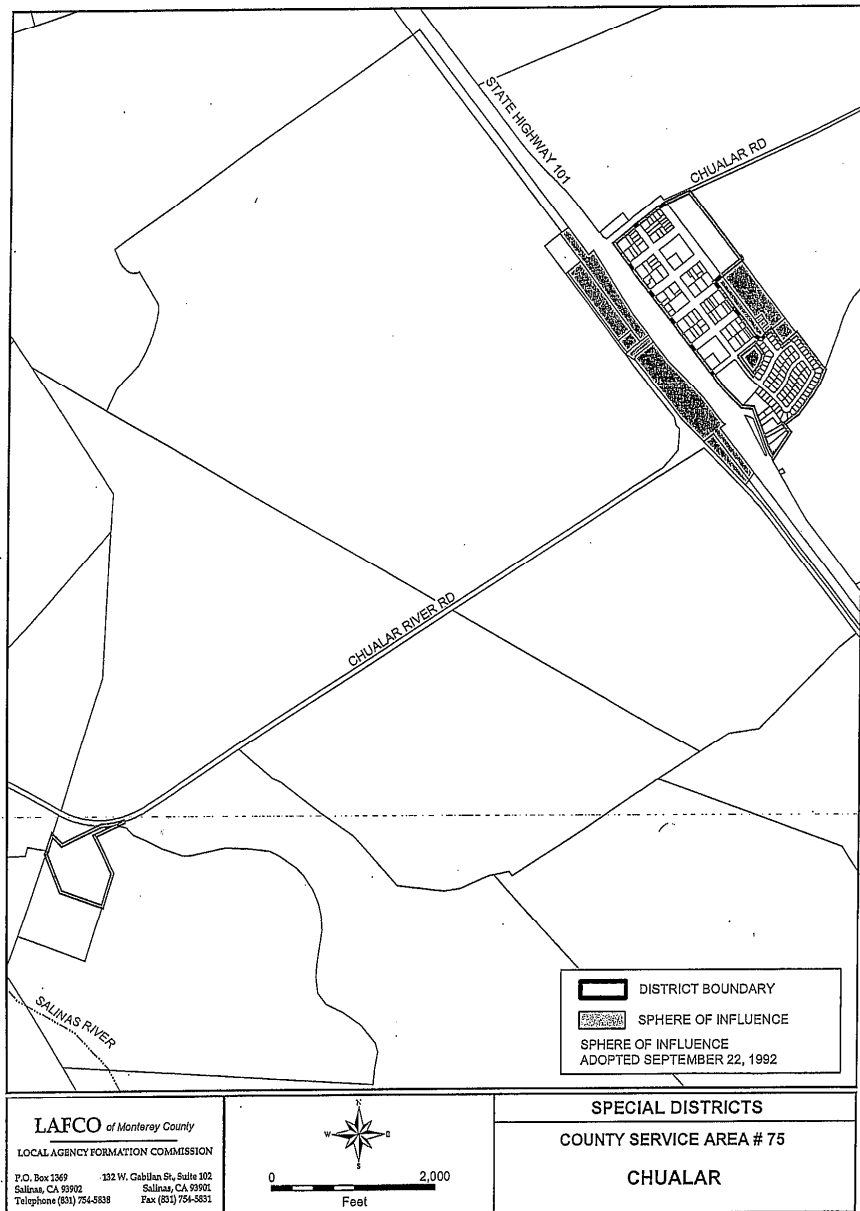 STATE HIGHWAY 101
CHUALAR RD
CHUALAR RIVER RD
SALINAS RIVER
DISTRICT BOUNDARY
SPHERE OF INFLUENCE
SPHERE OF INFLUENCE
ADOPTED SEPTEMBER 22, 1992
LAFCO of Monterey County
LOCAL AGENCY FORMATION COMMISSION
P.O. Box 1369 132 W. Gabilan St., Suite 102
Salinas, CA 93902 Salinas, CA 93901
Telephone (831) 754-5838 Fax (831) 754-5831
N
W E
S
0 2,000
Feet
SPECIAL DISTRICTS
COUNTY SERVICE AREA # 75
CHUALAR